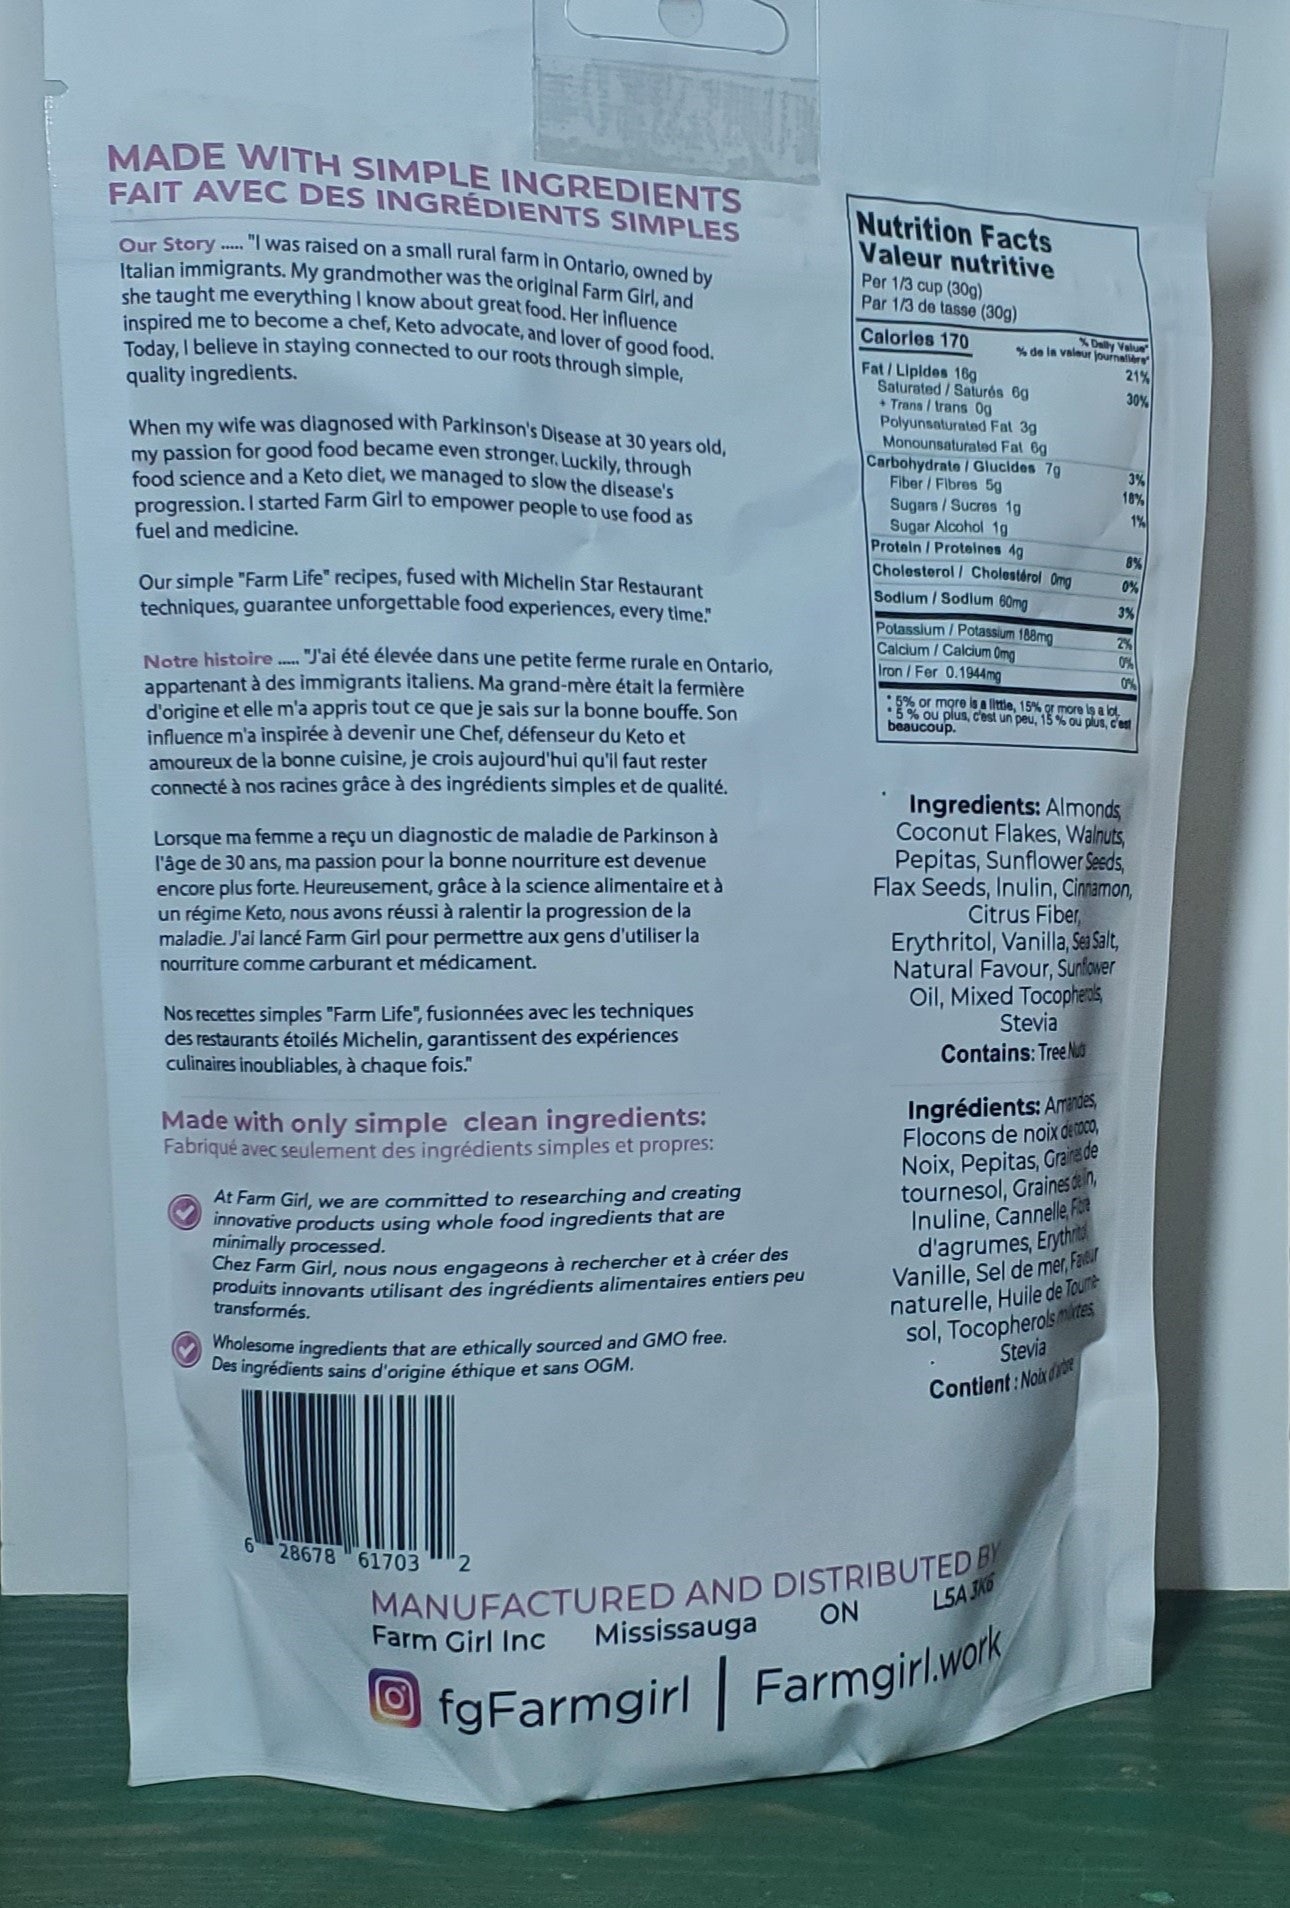 MADE WITH SIMPLE INGREDIENTS
FAIT AVEC DES INGRÉDIENTS SIMPLES
Our Story ..... "I was raised on a small rural farm in Ontario, owned by
Italian immigrants. My grandmother was the original Farm Girl, and
she taught me everything I know about great food. Her influence
inspired me to become a chef, Keto advocate, and lover of good food.
Today, I believe in staying connected to our roots through simple,
quality ingredients.
When my wife was diagnosed with Parkinson's Disease at 30 years old,
my passion for good food became even stronger. Luckily, through
food science and a Keto diet, we managed to slow the disease's
progression. I started Farm Girl to empower people to use food as
fuel and medicine.
Our simple "Farm Life" recipes, fused with Michelin Star Restaurant
techniques, guarantee unforgettable food experiences, every time."
Notre histoire ..... "J'ai été élevée dans une petite ferme rurale en Ontario,
appartenant à des immigrants italiens. Ma grand-mère était la fermière
d'origine et elle m'a appris tout ce que je sais sur la bonne bouffe. Son
influence m'a inspirée à devenir une Chef, défenseur du Keto et
amoureux de la bonne cuisine, je crois aujourd'hui qu'il faut rester
connecté à nos racines grâce à des ingrédients simples et de qualité.
Lorsque ma femme a reçu un diagnostic de maladie de Parkinson à
l'âge de 30 ans, ma passion pour la bonne nourriture est devenue
encore plus forte. Heureusement, grâce à la science alimentaire et à
un régime Keto, nous avons réussi à ralentir la progression de la
maladie. J'ai lancé Farm Girl pour permettre aux gens d'utiliser la
nourriture comme carburant et médicament.
Nos recettes simples "Farm Life", fusionnées avec les techniques
des restaurants étoilés Michelin, garantissent des expériences
culinaires inoubliables, à chaque fois."
Made with only simple clean ingredients:
Fabriqué avec seulement des ingrédients simples et propres:
At Farm Girl, we are committed to researching and creating
innovative products using whole food ingredients that are
minimally processed.
Chez Farm Girl, nous nous engageons à rechercher et à créer des
produits innovants utilisant des ingrédients alimentaires entiers peu
transformés.
Wholesome ingredients that are ethically sourced and GMO free.
Des ingrédients sains d'origine éthique et sans OGM.
6 28678 61703 2
Nutrition Facts
Valeur nutritive
Per 1/3 cup (30g)
Par 1/3 de tasse (30g)
Calories 170 % Daily Value*
% de la valeur journalière*
Fat / Lipides 16g 21%
Saturated / Saturés 6g 30%
+ Trans / trans 0g
Polyunsaturated Fat 3g
Monounsaturated Fat 6g
Carbohydrate / Glucides 7g 3%
Fiber / Fibres 5g 18%
Sugars / Sucres 1g 1%
Sugar Alcohol 1g
Protein / Proteines 4g 8%
Cholesterol / Cholestérol 0mg 0%
Sodium / Sodium 60mg 3%
Potassium / Potassium 188mg 2%
Calcium / Calcium 0mg 0%
Iron / Fer 0.1944mg 0%
* 5% or more is a little, 15% or more is a lot.
* 5 % ou plus, c'est un peu, 15 % ou plus, c'est
beaucoup.
Ingredients: Almonds,
Coconut Flakes, Walnuts,
Pepitas, Sunflower Seeds,
Flax Seeds, Inulin, Cinnamon,
Citrus Fiber,
Erythritol, Vanilla, Sea Salt,
Natural Favour, Sunflower
Oil, Mixed Tocopherols,
Stevia
Contains: Tree Nuts
Ingrédients: Amandes,
Flocons de noix de coco,
Noix, Pepitas, Graines de
tournesol, Graines de lin,
Inuline, Cannelle, Fibre
d'agrumes, Erythritol,
Vanille, Sel de mer, Faveur
naturelle, Huile de Tourne-
sol, Tocopherols mixtes,
Stevia
Contient : Noix d'arbre
MANUFACTURED AND DISTRIBUTED BY
Farm Girl Inc Mississauga ON L5A 3K6
fgFarmgirl | Farmgirl.work